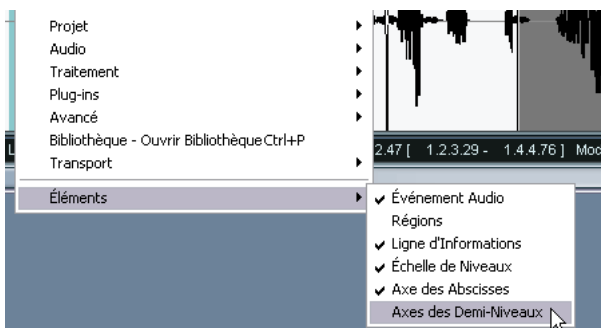 Projet
Audio
Traitement
Plug-ins
Avancé
Bibliothèque - Ouvrir Bibliothèque Ctrl+P
Transport
2.47 [ 1.2.3.29 - 1.4.4.76 ] Moc
Éléments
Événement Audio
Régions
Ligne d'Informations
Échelle de Niveaux
Axe des Abscisses
Axes des Demi-Niveaux